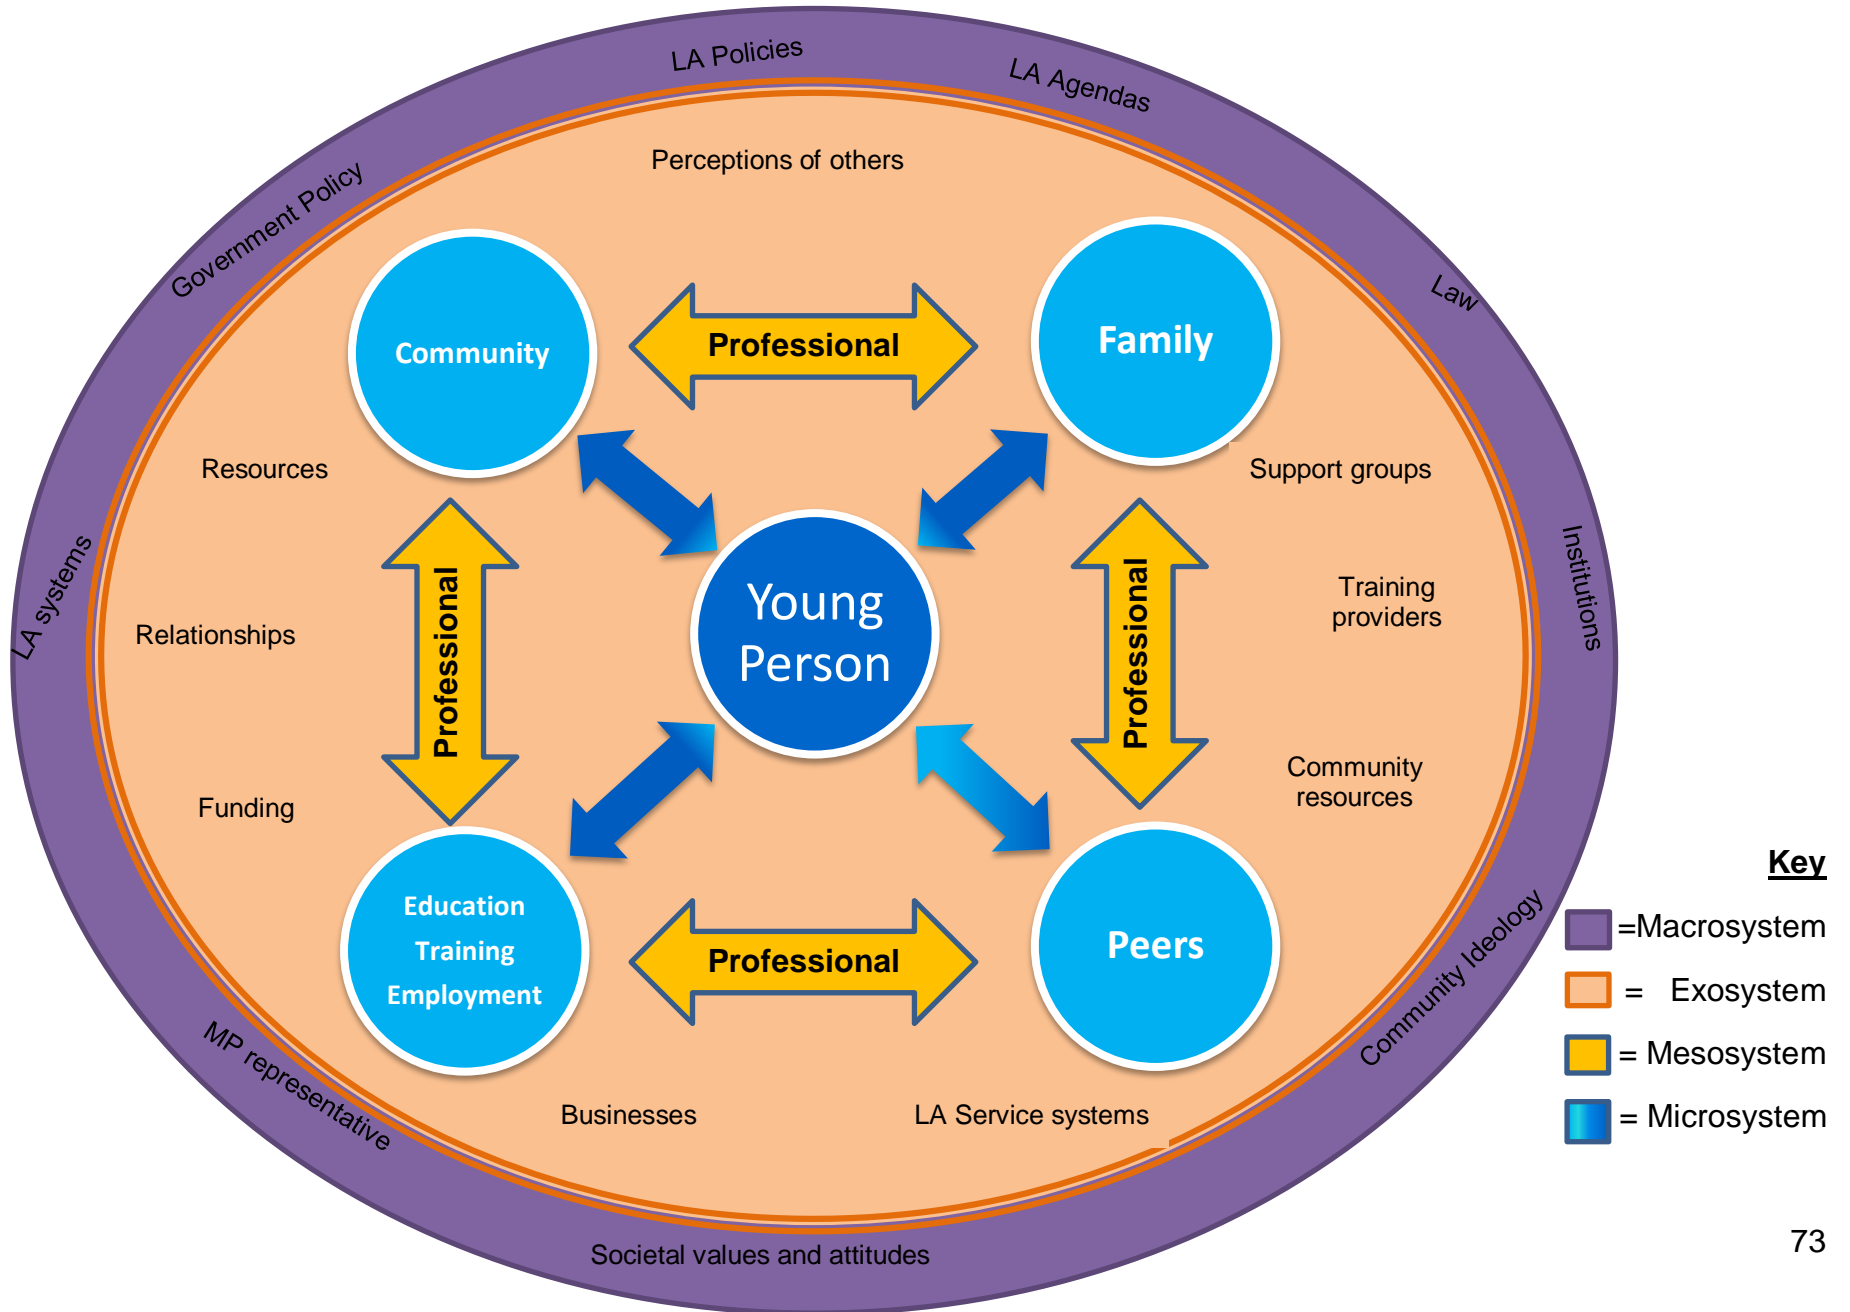 LA Policies
LA Agendas
Government Policy
Perceptions of others
Law
Community
Professional
Family
Resources
Support groups
LA systems
Institutions
Professional
Young
Person
Professional
Training
providers
Relationships
Community
resources
Funding
Key
Education
Training
Employment
Professional
Peers
=Macrosystem
= Exosystem
= Mesosystem
= Microsystem
Community Ideology
MP representative
Businesses
LA Service systems
Societal values and attitudes
73